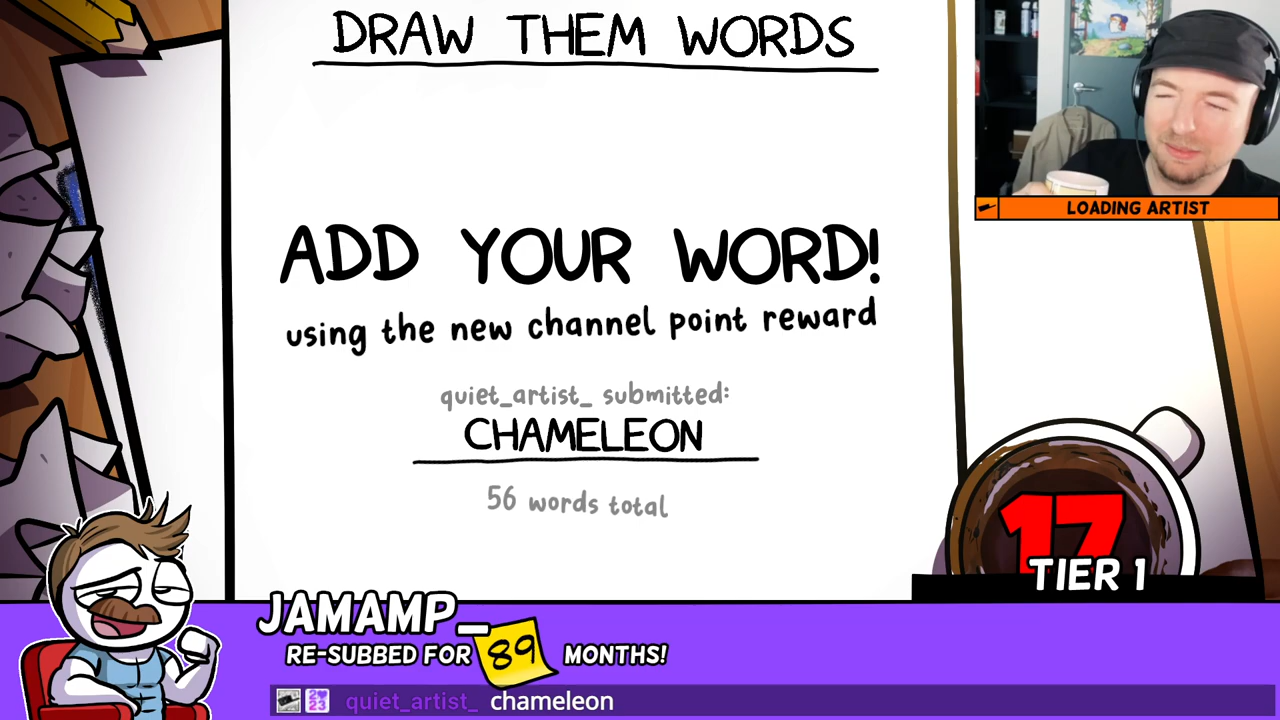 DRAW THEM WORDS
LOADING ARTIST
ADD YOUR WORD!
using the new channel point reward
quiet_artist_ submitted:
CHAMELEON
56 words total
17
TIER 1
JAMAMP_
RE-SUBBED FOR 89 MONTHS!
quiet_artist_ chameleon